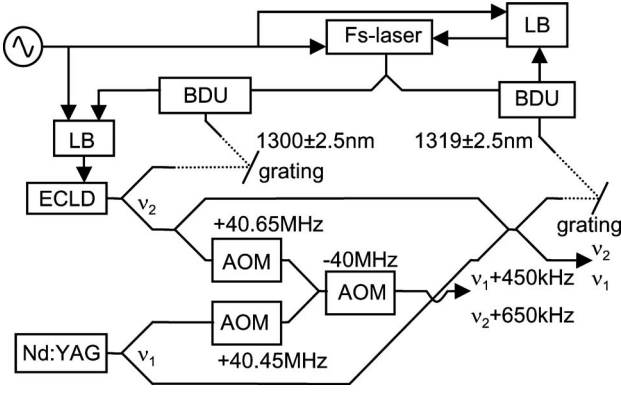 Fs-laser
LB
BDU
BDU
LB
1300±2.5nm
1319±2.5nm
grating
ECLD
ν2
grating
+40.65MHz
AOM
-40MHz
AOM
ν2
ν1
ν1+450kHz
ν2+650kHz
AOM
+40.45MHz
Nd:YAG
ν1